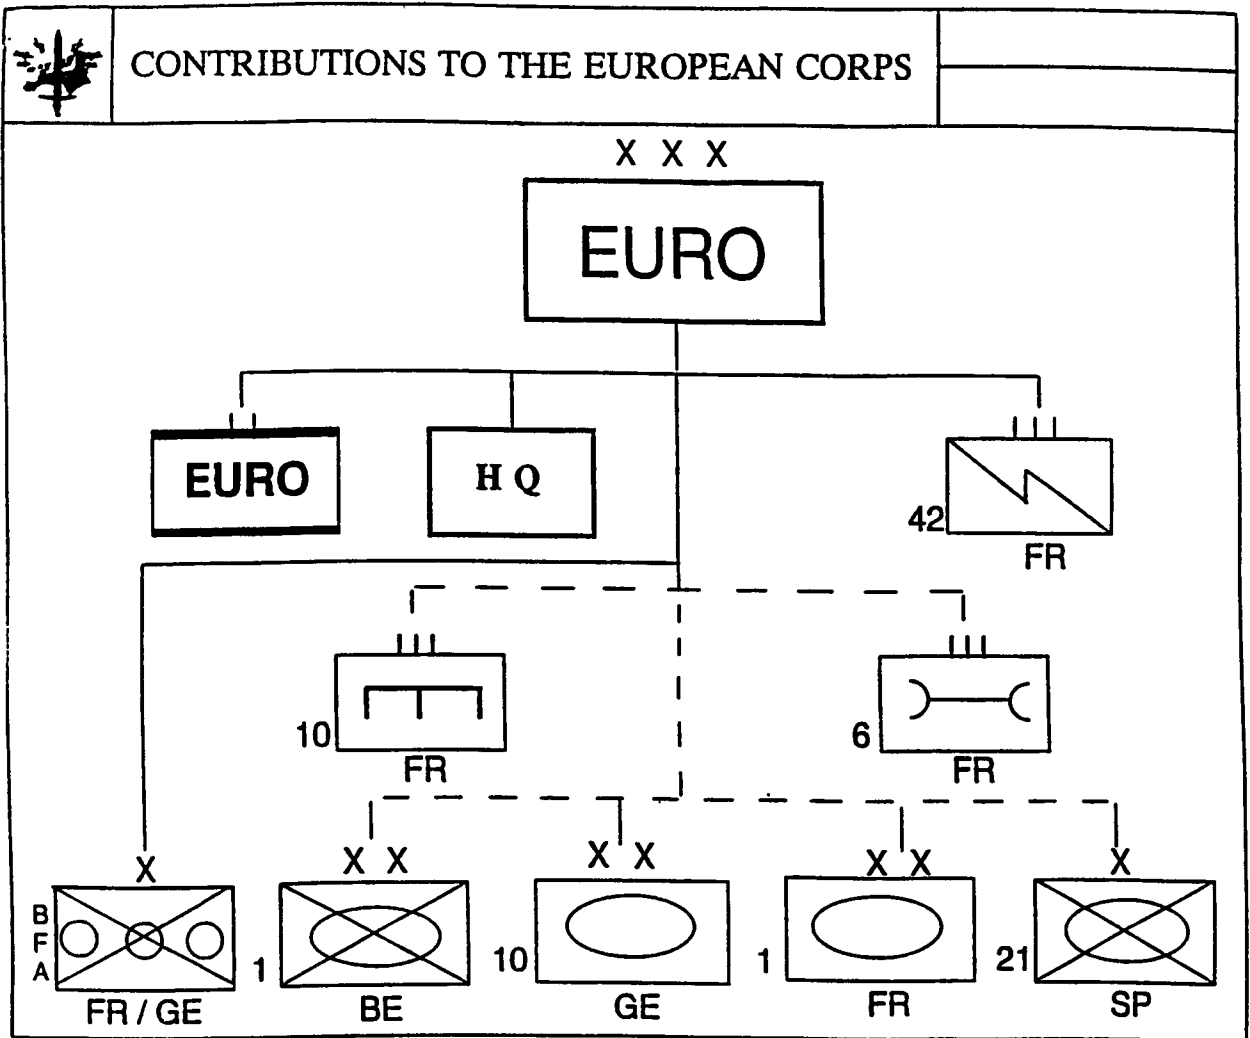 CONTRIBUTIONS TO THE EUROPEAN CORPS
X X X
EURO
EURO
H Q
42
FR
10
FR
6
FR
X
X X
X X
X X
X
B
F
A
1
10
1
21
FR / GE
BE
GE
FR
SP